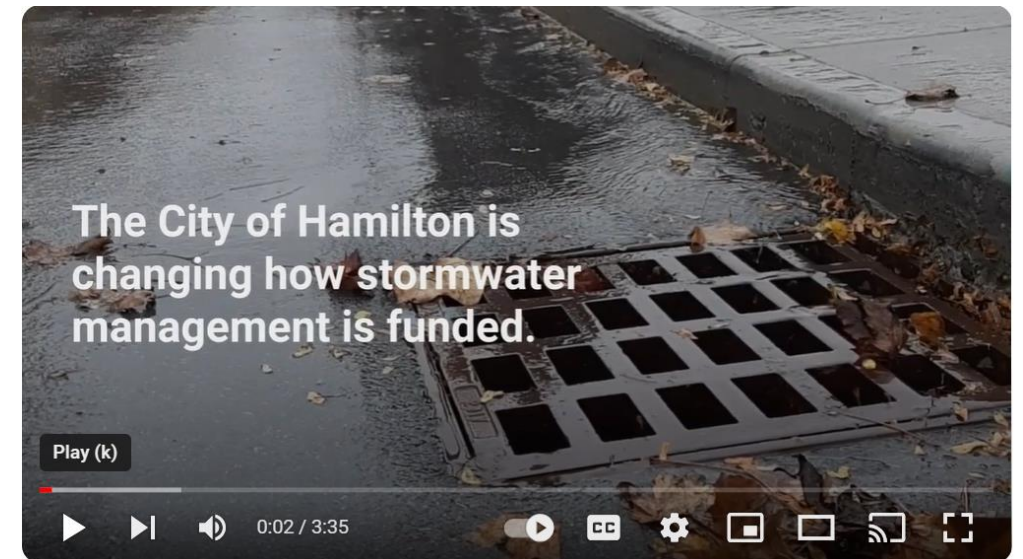 The City of Hamilton is
changing how stormwater
management is funded.
Play (k)
0:02 / 3:35
CC